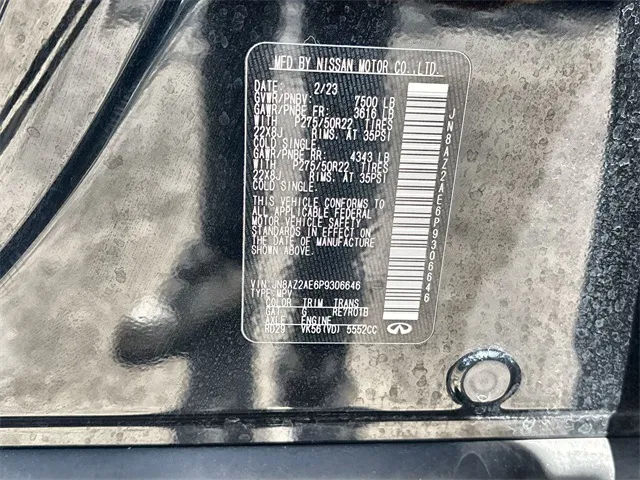 MFD BY NISSAN MOTOR CO.,LTD.
DATE: 2/23
GVWR/PNBV: 7500 LB
GAWR/PNBE FR: 3616 LB
WITH P275/50R22 TIRES
22X8J RIMS. AT 35PSI
COLD SINGLE.
GAWR/PNBE RR: 4343 LB
WITH P275/50R22 TIRES
22X8J RIMS. AT 35PSI
COLD SINGLE.
THIS VEHICLE CONFORMS TO
ALL APPLICABLE FEDERAL
MOTOR VEHICLE SAFETY
STANDARDS IN EFFECT ON
THE DATE OF MANUFACTURE
SHOWN ABOVE.
VIN JN8AZ2AE6P9306646
TYPE MPV
COLOR TRIM TRANS
GAT G RE7R01B
AXLE ENGINE
RD29 VK56(VD) 5552CC
JN8AZ2AE6P9306646